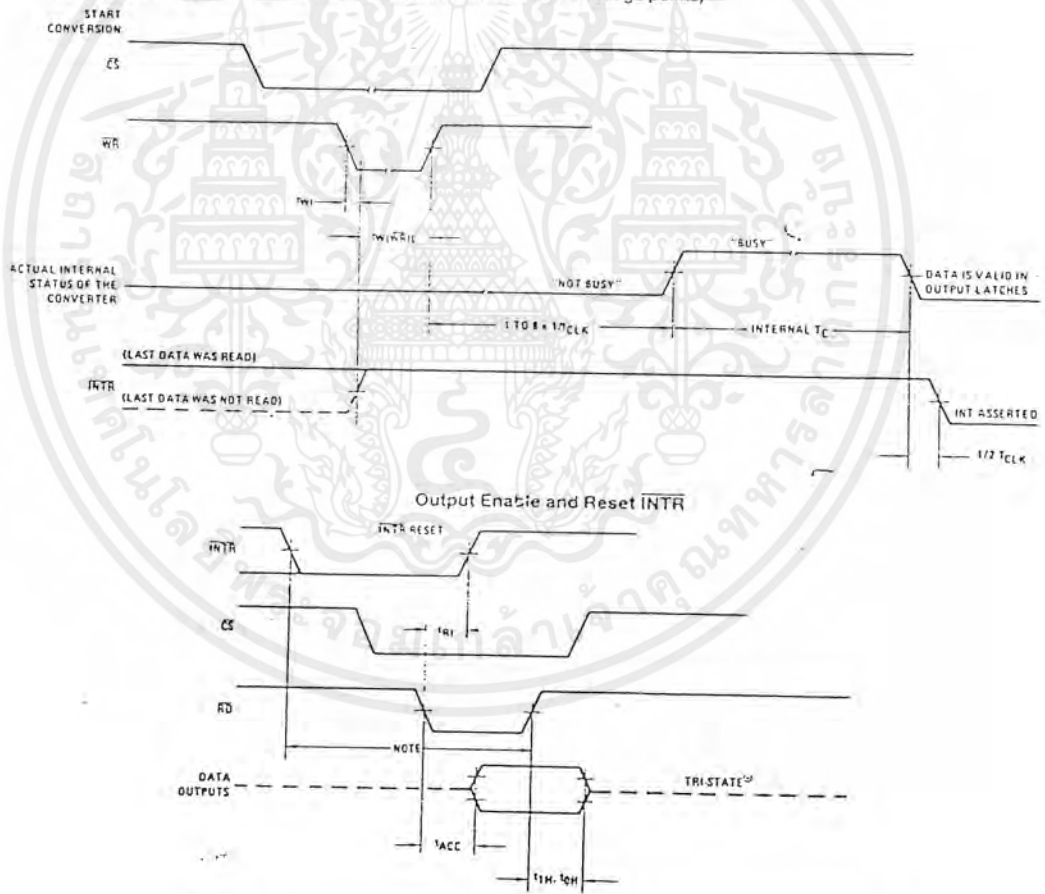 START
CONVERSION
CS
WR
tWI
tW(WR)L
"BUSY"
ACTUAL INTERNAL
STATUS OF THE
CONVERTER
"NOT BUSY"
DATA IS VALID IN
OUTPUT LATCHES
1 TO 8 x 1/fCLK
INTERNAL TC
(LAST DATA WAS READ)
INTR
(LAST DATA WAS NOT READ)
INT ASSERTED
1/2 TCLK
Output Enable and Reset INTR
INTR
INTR RESET
CS
tRI
RD
NOTE
DATA
OUTPUTS
TRI-STATE
tACC
t1H, t0H